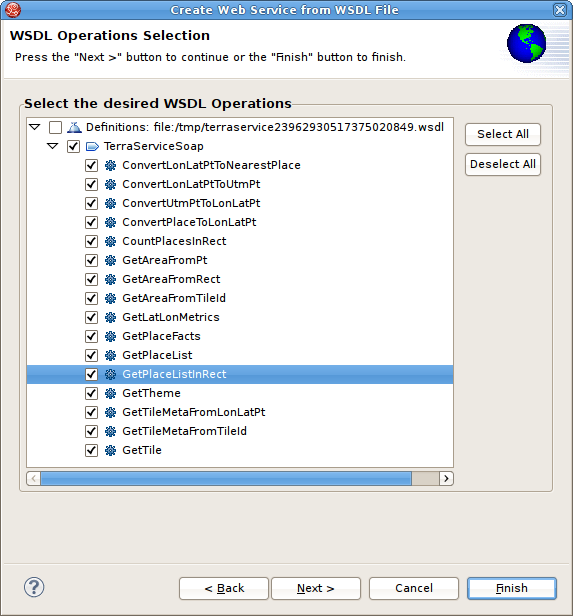 Create Web Service from WSDL File
WSDL Operations Selection
Press the "Next >" button to continue or the "Finish" button to finish.
Select the desired WSDL Operations
Definitions: file:/tmp/terraservice23962930517375020849.wsdl
TerraServiceSoap
ConvertLonLatPtToNearestPlace
ConvertLonLatPtToUtmPt
ConvertUtmPtToLonLatPt
ConvertPlaceToLonLatPt
CountPlacesInRect
GetAreaFromPt
GetAreaFromRect
GetAreaFromTileId
GetLatLonMetrics
GetPlaceFacts
GetPlaceList
GetPlaceListInRect
GetTheme
GetTileMetaFromLonLatPt
GetTileMetaFromTileId
GetTile
Select All
Deselect All
?
< Back
Next >
Cancel
Finish